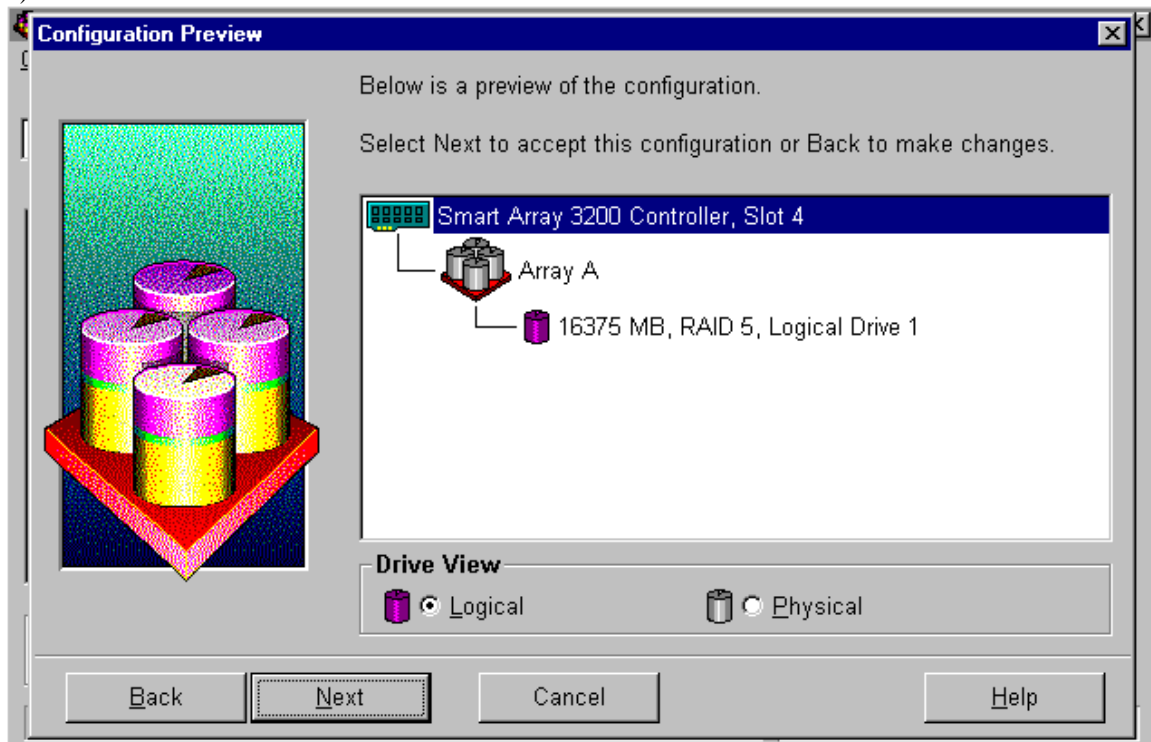 Configuration Preview
Below is a preview of the configuration.
Select Next to accept this configuration or Back to make changes.
Smart Array 3200 Controller, Slot 4
Array A
16375 MB, RAID 5, Logical Drive 1
Drive View
Logical
Physical
Back
Next
Cancel
Help